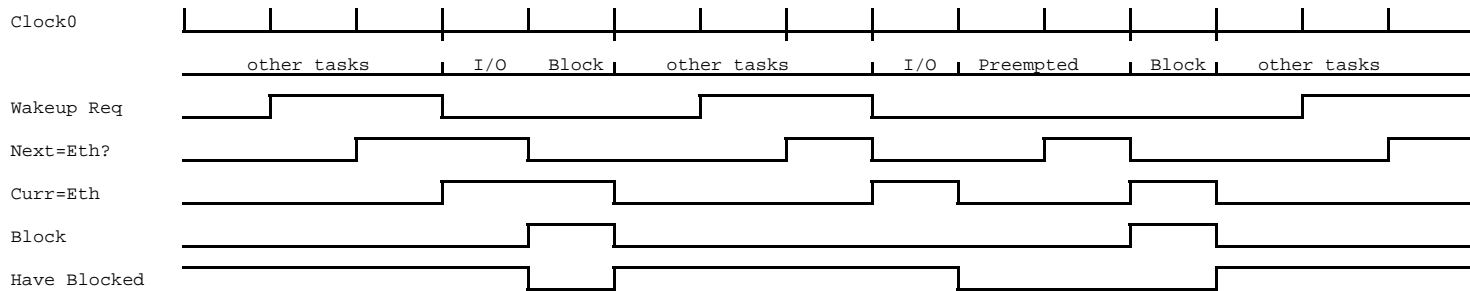 Clock0
other tasks I/O Block other tasks I/O Preempted Block other tasks
Wakeup Req
Next=Eth?
Curr=Eth
Block
Have Blocked